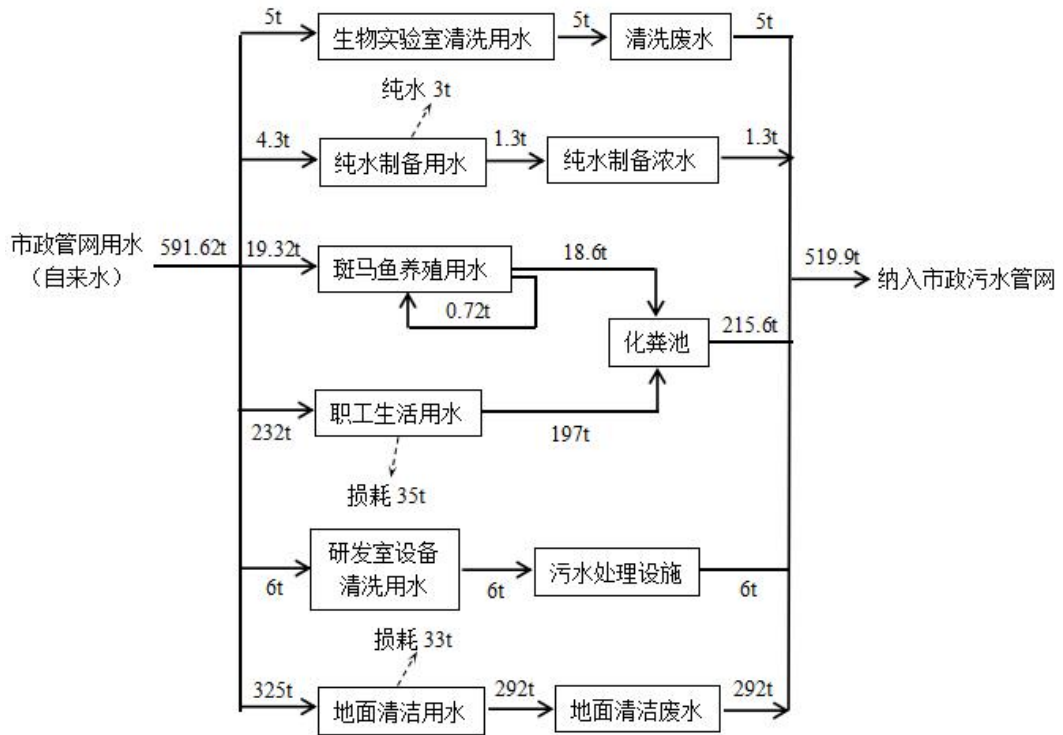 5t
生物实验室清洗用水
5t
清洗废水
5t
纯水 3t
4.3t
纯水制备用水
1.3t
纯水制备浓水
1.3t
市政管网用水
（自来水）
591.62t
19.32t
斑马鱼养殖用水
18.6t
0.72t
化粪池
215.6t
519.9t
纳入市政污水管网
232t
职工生活用水
197t
损耗 35t
6t
研发室设备
清洗用水
6t
污水处理设施
6t
损耗 33t
325t
地面清洁用水
292t
地面清洁废水
292t